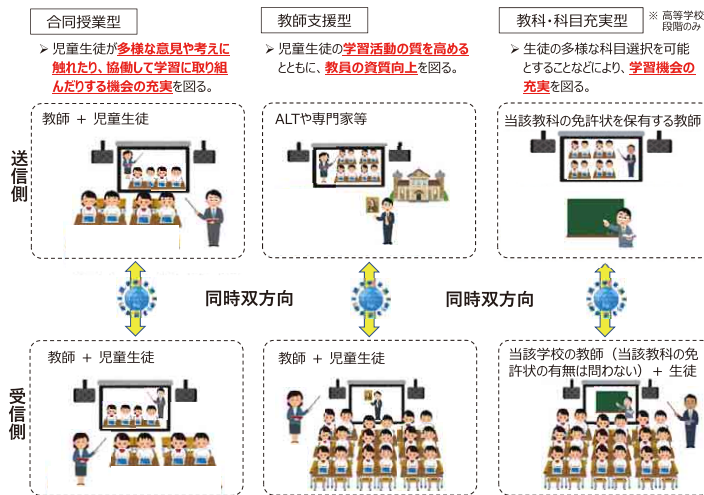 合同授業型
➢ 児童生徒が多様な意見や考えに
触れたり、協働して学習に取り組
んだりする機会の充実を図る。
教師支援型
➢ 児童生徒の学習活動の質を高める
とともに、教員の資質向上を図る。
教科・科目充実型
※ 高等学校
段階のみ
➢ 生徒の多様な科目選択を可能
とすることなどにより、学習機会の
充実を図る。
送信側
教師 + 児童生徒
ALTや専門家等
当該教科の免許状を保有する教師
同時双方向
同時双方向
受信側
教師 + 児童生徒
教師 + 児童生徒
当該学校の教師(当該教科の免
許状の有無は問わない)+ 生徒